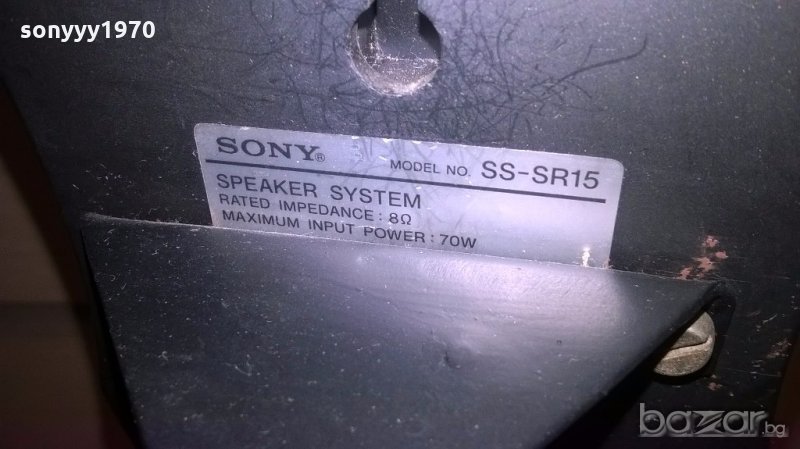 sonyyy1970
SONY® MODEL NO. SS-SR15
SPEAKER SYSTEM
RATED IMPEDANCE : 8Ω
MAXIMUM INPUT POWER : 70W
bazar.bg